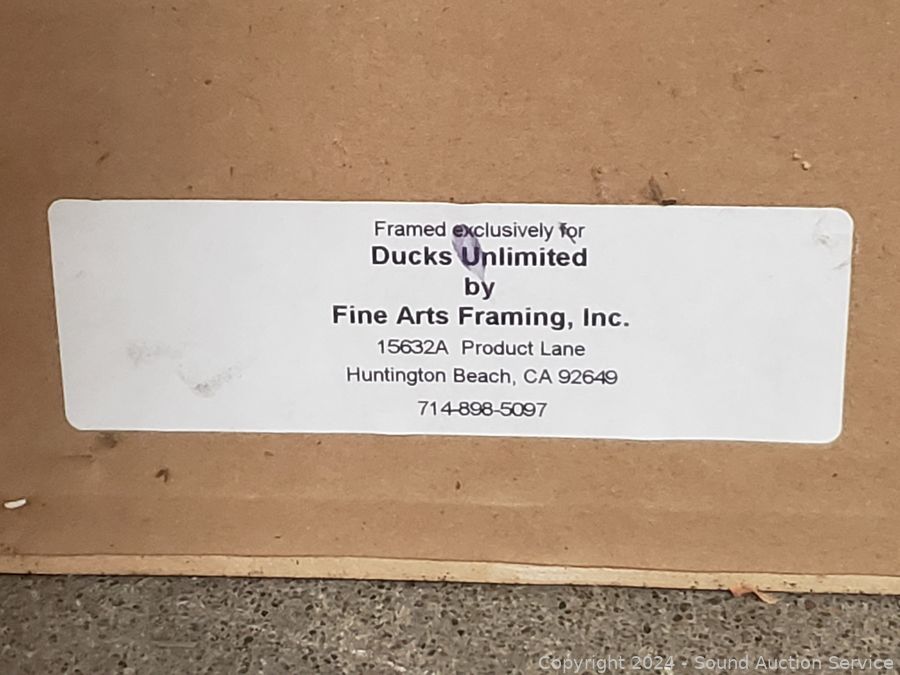 Framed exclusively for
Ducks Unlimited
by
Fine Arts Framing, Inc.
15632A Product Lane
Huntington Beach, CA 92649
714-898-5097
Copyright 2024 - Sound Auction Service